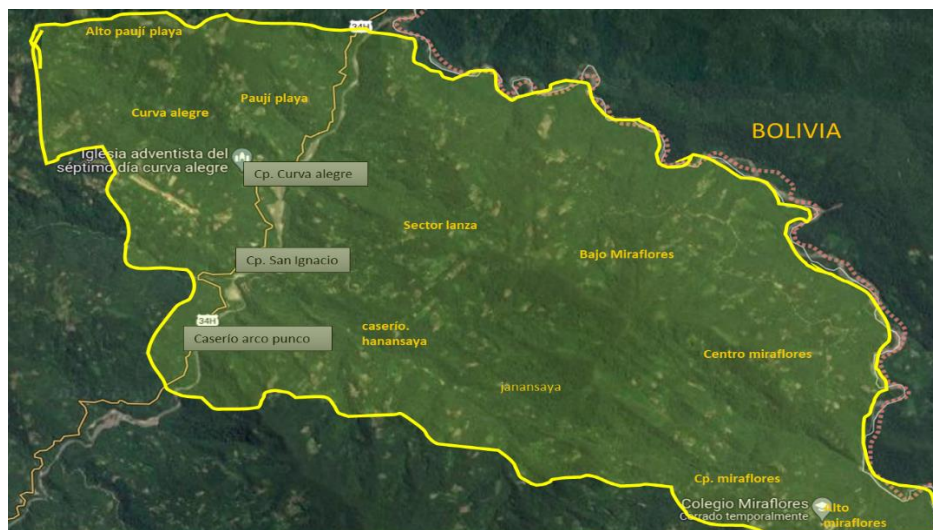 34H
Alto paují playa
Paují playa
Curva alegre
BOLIVIA
Iglesia adventista del
séptimo día curva alegre
Cp. Curva alegre
Sector lanza
Cp. San Ignacio
Bajo Miraflores
34H
Caserío arco punco
caserío.
hanansaya
Centro miraflores
janansaya
Cp. miraflores
Colegio Miraflores
Cerrado temporalmente
Alto
miraflores